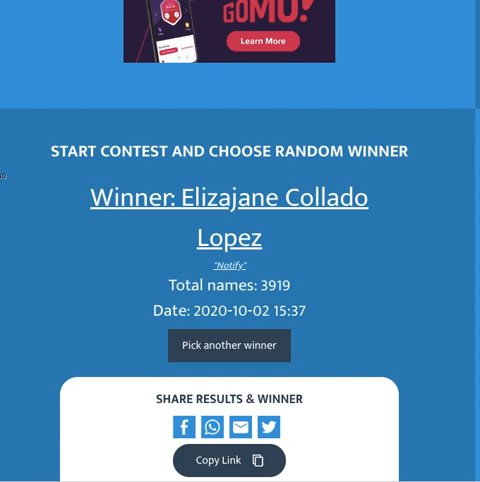 GOMO!
Learn More
START CONTEST AND CHOOSE RANDOM WINNER
Winner: Elizajane Collado
Lopez
"Notify"
Total names: 3919
Date: 2020-10-02 15:37
Pick another winner
SHARE RESULTS & WINNER
Copy Link